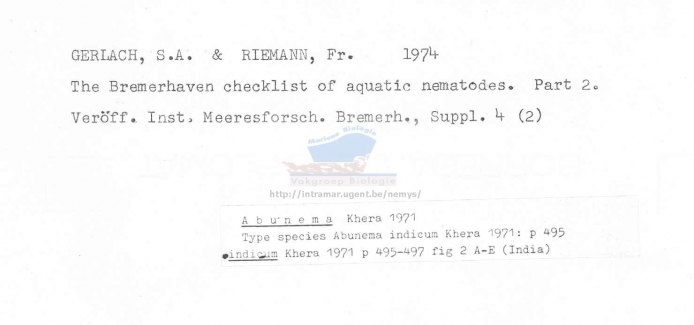 GERLACH, S.A. & RIEMANN, Fr. 1974
The Bremerhaven checklist of aquatic nematodes. Part 2.
Veröff. Inst. Meeresforsch. Bremerh., Suppl. 4 (2)
Marine Biologie
Vakgroep Biologie
http://intramar.ugent.be/nemys/
A b u n e m a Khera 1971
Type species Abunema indicum Khera 1971: p 495
indicum Khera 1971 p 495-497 fig 2 A-E (India)